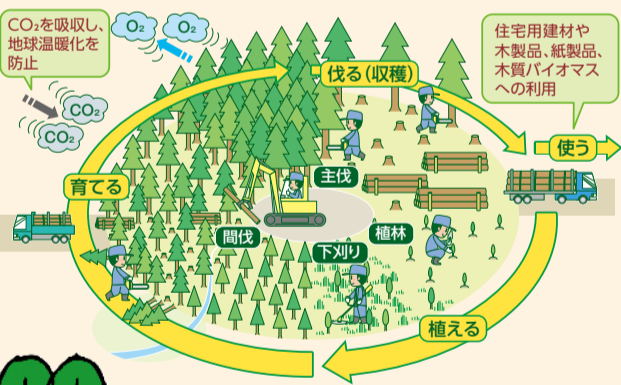 CO₂を吸収し、
地球温暖化を
防止
O₂
O₂
CO₂
CO₂
伐る(収穫)
住宅用建材や
木製品、紙製品、
木質バイオマス
への利用
使う
育てる
主伐
間伐
下刈り
植林
植える